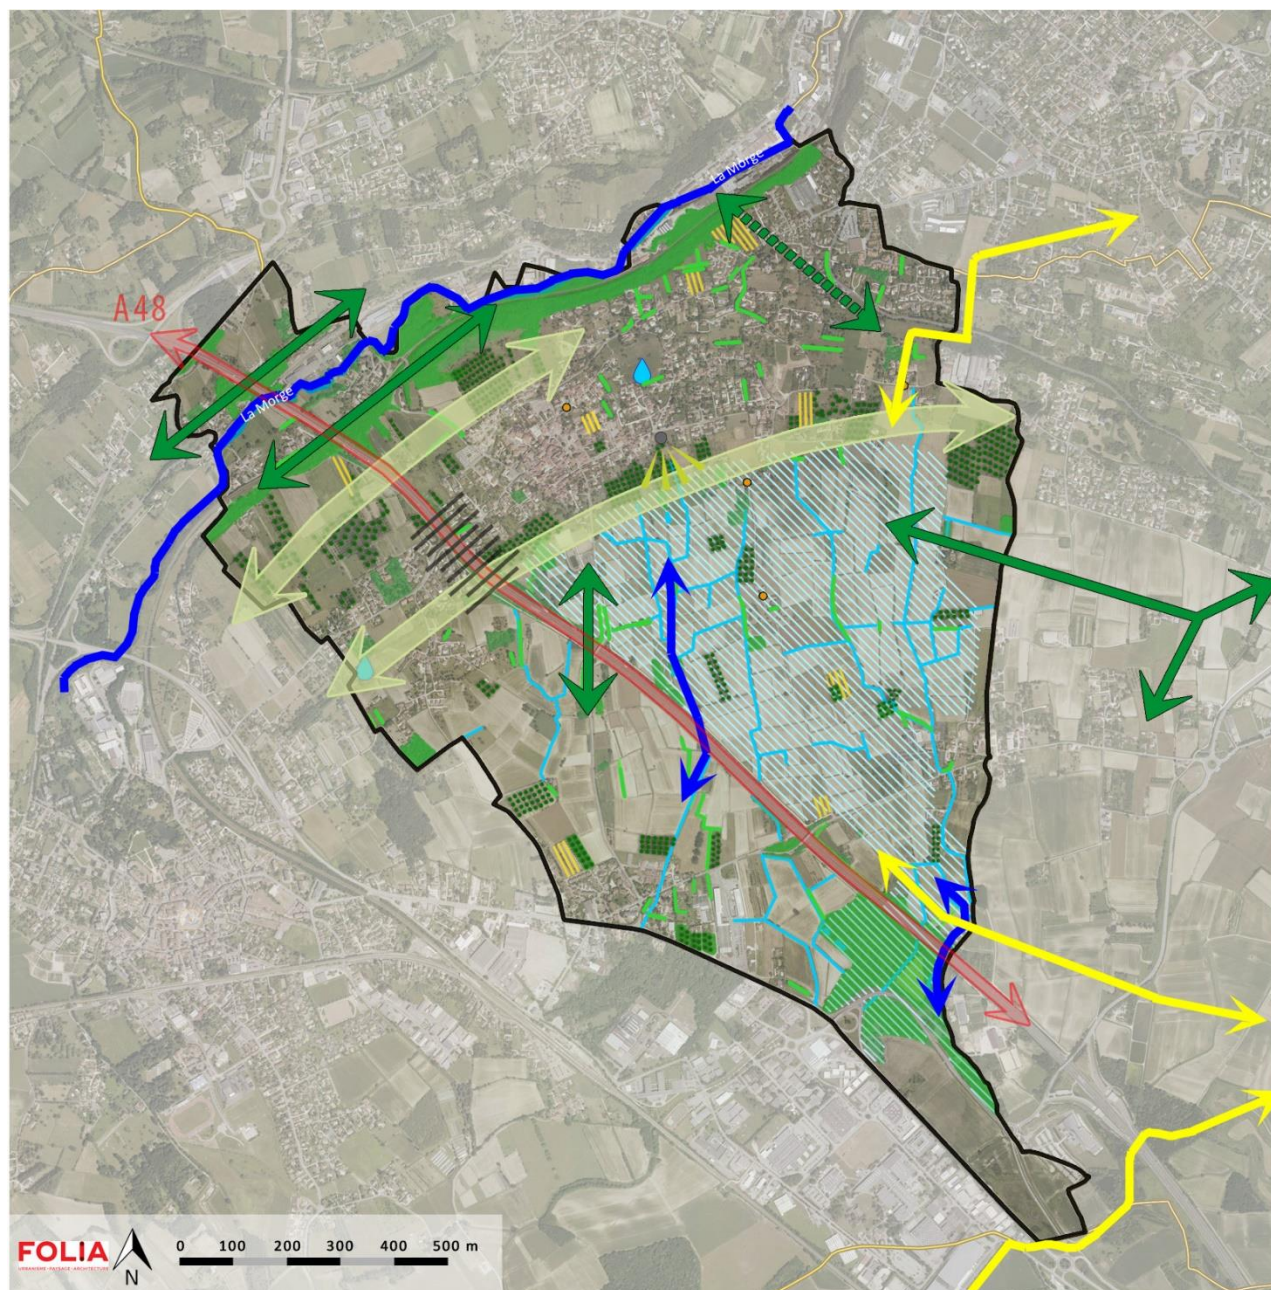 La Morge
A48
La Morge
FOLIA
URBANISME • PAYSAGE • ARCHITECTURE
N
0 100 200 300 400 500 m